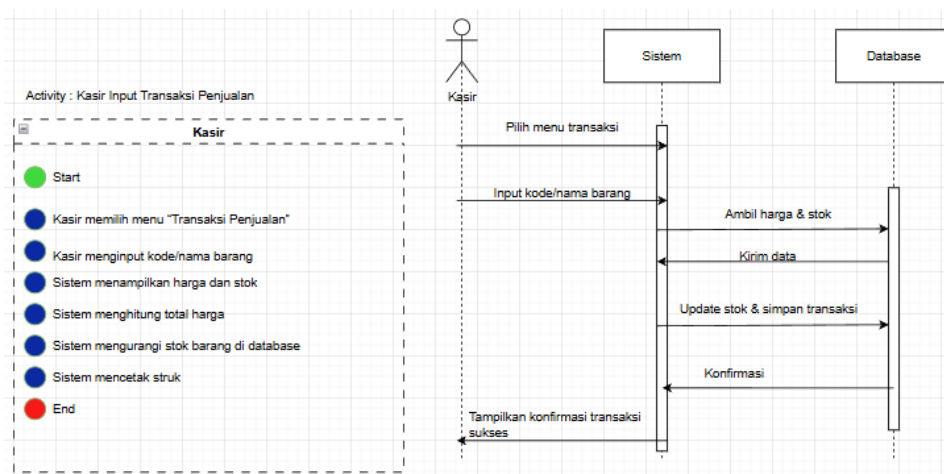 Activity : Kasir Input Transaksi Penjualan
Kasir
Start
Kasir memilih menu "Transaksi Penjualan"
Kasir menginput kode/nama barang
Sistem menampilkan harga dan stok
Sistem menghitung total harga
Sistem mengurangi stok barang di database
Sistem mencetak struk
End
Kasir
Sistem
Database
Pilih menu transaksi
Input kode/nama barang
Ambil harga & stok
Kirim data
Update stok & simpan transaksi
Konfirmasi
Tampilkan konfirmasi transaksi
sukses